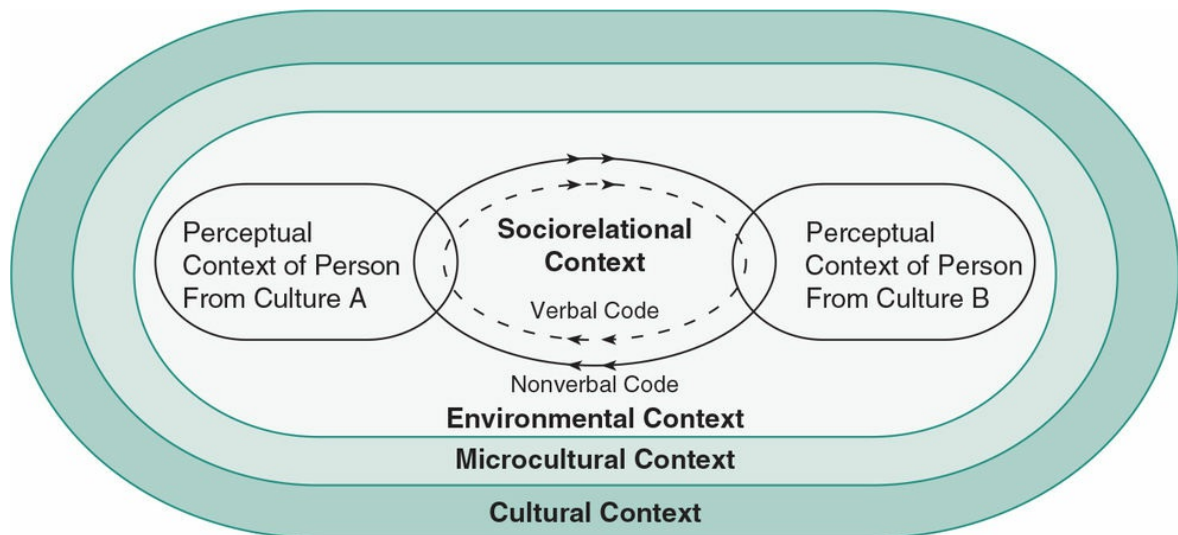 Perceptual
Context of Person
From Culture A
Sociorelational
Context
Verbal Code
Perceptual
Context of Person
From Culture B
Nonverbal Code
Environmental Context
Microcultural Context
Cultural Context